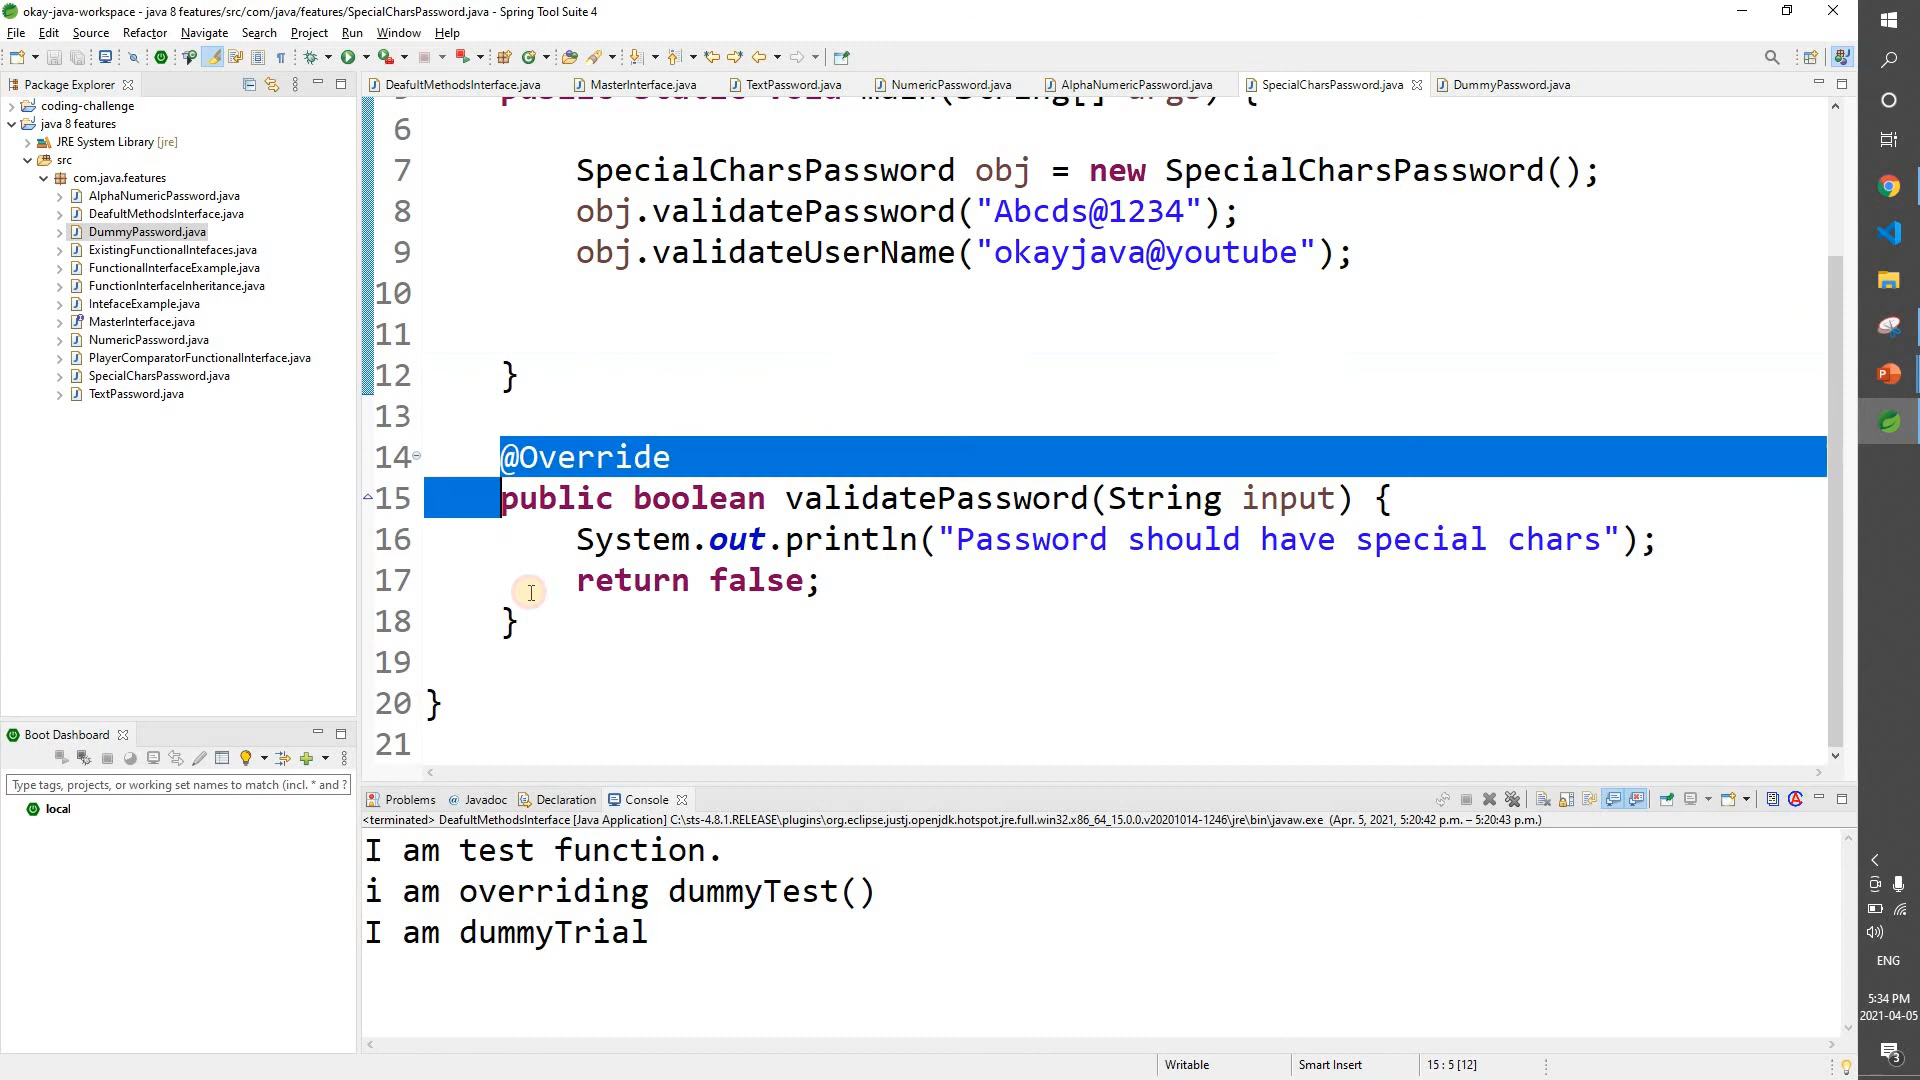 okay-java-workspace - java 8 features/src/com/java/features/SpecialCharsPassword.java - Spring Tool Suite 4
File Edit Source Refactor Navigate Search Project Run Window Help
Package Explorer
coding-challenge
java 8 features
JRE System Library [jre]
src
com.java.features
AlphaNumericPassword.java
DeafultMethodsInterface.java
DummyPassword.java
ExistingFunctionalIntefaces.java
FunctionalInterfaceExample.java
FunctionInterfaceInheritance.java
IntefaceExample.java
MasterInterface.java
NumericPassword.java
PlayerComparatorFunctionalInterface.java
SpecialCharsPassword.java
TextPassword.java
Boot Dashboard
Type tags, projects, or working set names to match (incl. * and ?
local
DeafultMethodsInterface.java MasterInterface.java TextPassword.java NumericPassword.java AlphaNumericPassword.java SpecialCharsPassword.java DummyPassword.java
5 public static void main(String[] args) {
6
7 SpecialCharsPassword obj = new SpecialCharsPassword();
8 obj.validatePassword("Abcds@1234");
9 obj.validateUserName("okayjava@youtube");
10
11
12 }
13
14 @Override
15 public boolean validatePassword(String input) {
16 System.out.println("Password should have special chars");
17 return false;
18 }
19
20 }
21
Problems @ Javadoc Declaration Console
<terminated> DeafultMethodsInterface [Java Application] C:\sts-4.8.1.RELEASE\plugins\org.eclipse.justj.openjdk.hotspot.jre.full.win32.x86_64_15.0.0.v20201014-1246\jre\bin\javaw.exe (Apr. 5, 2021, 5:20:42 p.m. – 5:20:43 p.m.)
I am test function.
i am overriding dummyTest()
I am dummyTrial
Writable Smart Insert 15 : 5 [12]
ENG
5:34 PM
2021-04-05
3